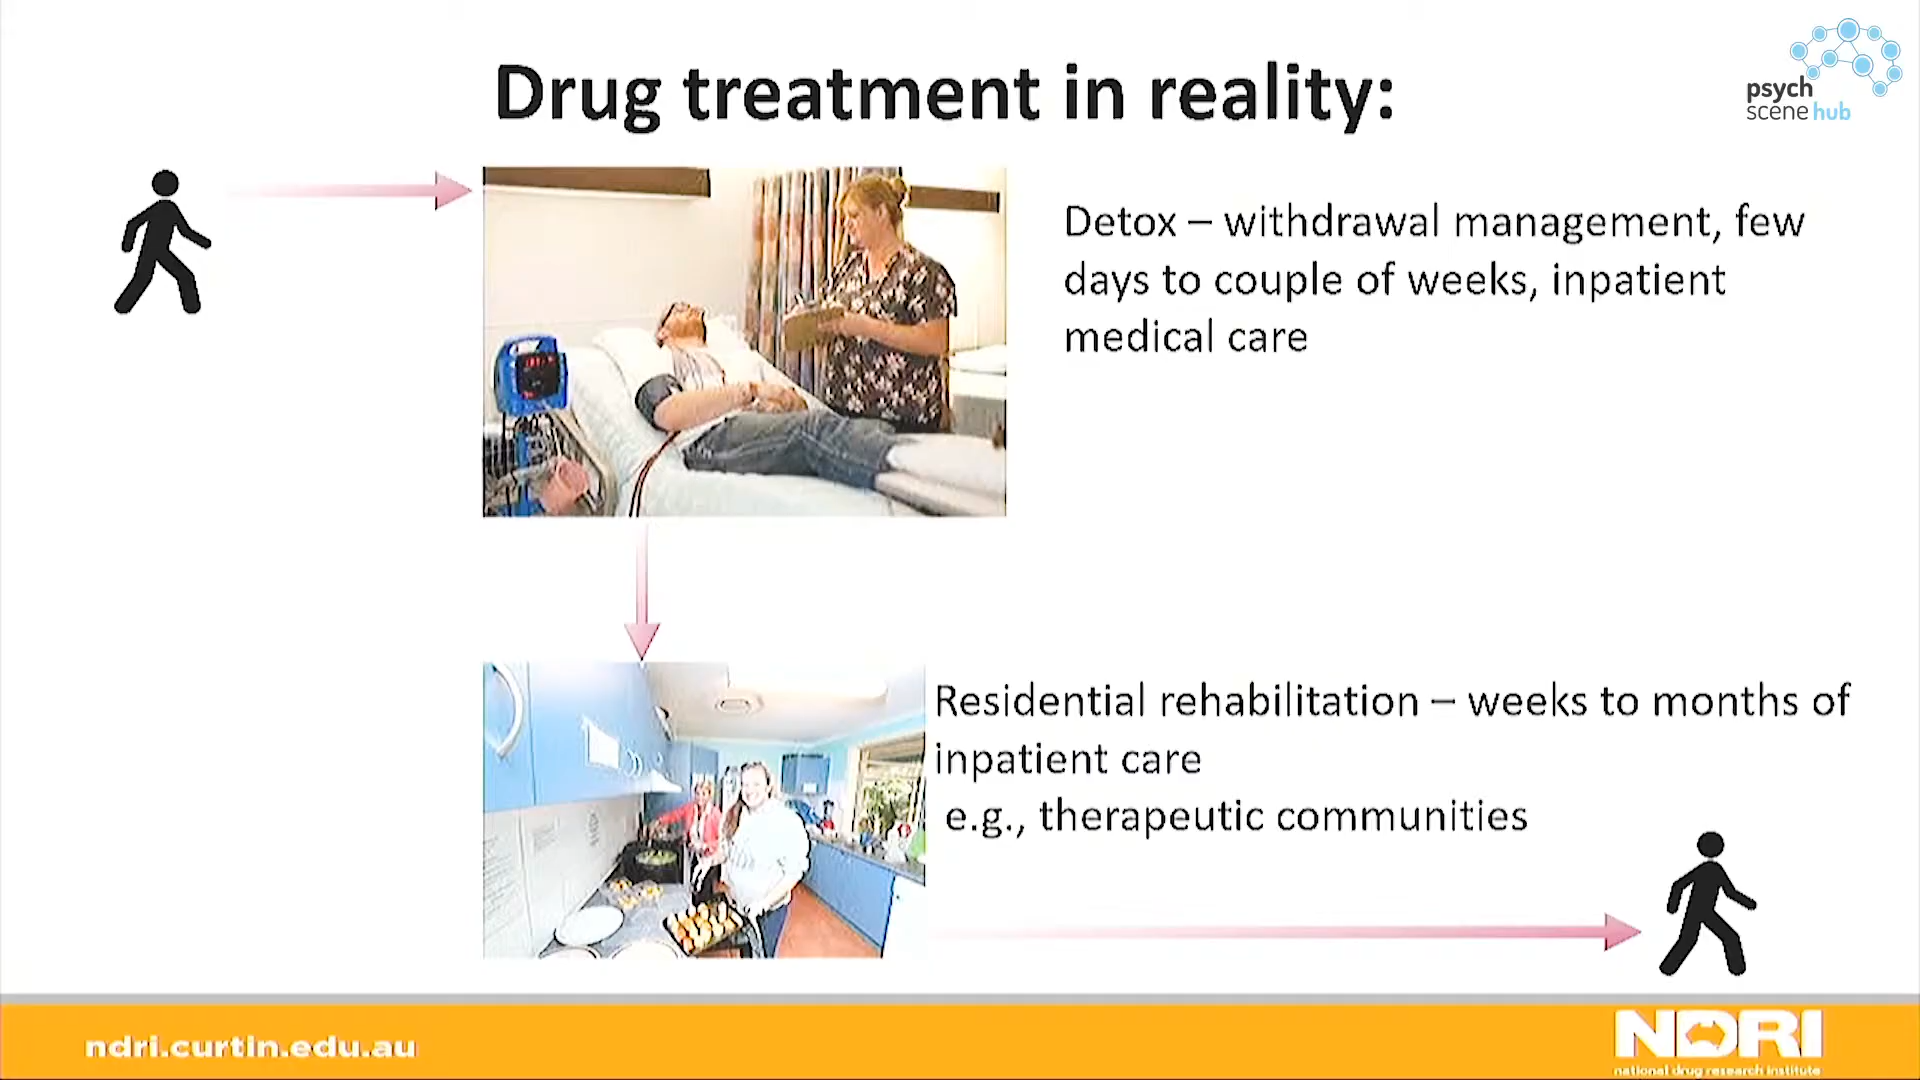 Drug treatment in reality:
psych
scene hub
Detox – withdrawal management, few
days to couple of weeks, inpatient
medical care
Residential rehabilitation – weeks to months of
inpatient care
e.g., therapeutic communities
ndri.curtin.edu.au
NDRI
national drug research institute